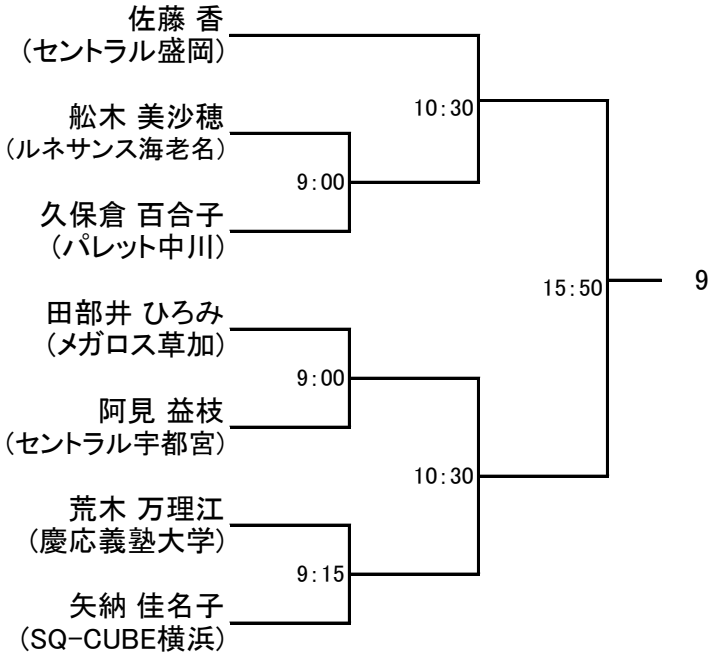 佐藤 香
(セントラル盛岡)
10:30
舩木 美沙穂
(ルネサンス海老名)
9:00
久保倉 百合子
(パレット中川)
15:50
9
田部井 ひろみ
(メガロス草加)
9:00
阿見 益枝
(セントラル宇都宮)
10:30
荒木 万理江
(慶応義塾大学)
9:15
矢納 佳名子
(SQ-CUBE横浜)